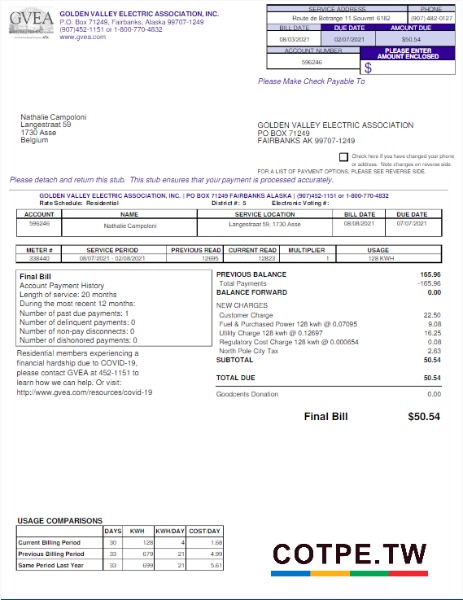 GVEA
GOLDEN VALLEY ELECTRIC ASSOCIATION, INC.
P.O. Box 71249, Fairbanks, Alaska 99707-1249
(907)452-1151 or 1-800-770-4832
www.gvea.com
SERVICE ADDRESS PHONE
Route de Botrange 11 Souvret 6182 (907) 482-0127
BILL DATE DUE DATE AMOUNT DUE
08/03/2021 02/07/2021 $50.54
ACCOUNT NUMBER PLEASE ENTER AMOUNT ENCLOSED
596246 $
Please Make Check Payable To
Nathalie Campoloni
Langestraat 59
1730 Asse
Belgium
GOLDEN VALLEY ELECTRIC ASSOCIATION
PO BOX 71249
FAIRBANKS AK 99707-1249
Check here if you have changed your phone
or address. Note changes on reverse side.
FOR A LIST OF PAYMENT OPTIONS, PLEASE SEE REVERSE SIDE.
Please detach and return this stub. This stub ensures that your payment is processed accurately.
GOLDEN VALLEY ELECTRIC ASSOCIATION, INC. | PO BOX 71249 FAIRBANKS ALASKA | (907)452-1151 or 1-800-770-4832
Rate Schedule: Residential District #: 5 Electronic Voting #:
ACCOUNT NAME SERVICE LOCATION BILL DATE DUE DATE
596246 Nathalie Campoloni Langestraat 59, 1730 Asse 08/08/2021 07/07/2021
METER # SERVICE PERIOD PREVIOUS READ CURRENT READ MULTIPLIER USAGE
338440 08/07/2021 - 02/08/2021 12695 12823 1 128 KWH
Final Bill
Account Payment History
Length of service: 20 months
During the most recent 12 months:
Number of past due payments: 1
Number of delinquent payments: 0
Number of non-pay disconnects: 0
Number of dishonored payments: 0
Residential members experiencing a
financial hardship due to COVID-19,
please contact GVEA at 452-1151 to
learn how we can help. Or visit:
http://www.gvea.com/resources/covid-19
PREVIOUS BALANCE 165.96
Total Payments -165.96
BALANCE FORWARD 0.00
NEW CHARGES
Customer Charge 22.50
Fuel & Purchased Power 128 kwh @ 0.07095 9.08
Utility Charge 128 kwh @ 0.12697 16.25
Regulatory Cost Charge 128 kwh @ 0.000654 0.08
North Pole City Tax 2.63
SUBTOTAL 50.54
TOTAL DUE 50.54
Goodcents Donation 0.00
Final Bill $50.54
USAGE COMPARISONS
DAYS KWH KWH/DAY COST/DAY
Current Billing Period 30 128 4 1.68
Previous Billing Period 33 679 21 4.99
Same Period Last Year 33 699 21 5.61
COTPE.TW